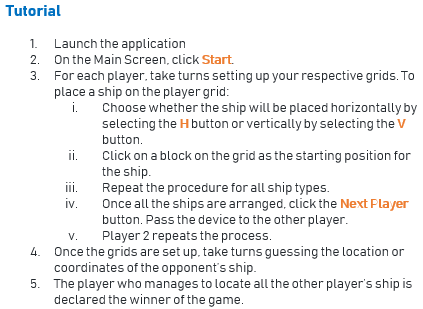 Tutorial
1. Launch the application
2. On the Main Screen, click Start.
3. For each player, take turns setting up your respective grids. To
place a ship on the player grid:
i. Choose whether the ship will be placed horizontally by
selecting the H button or vertically by selecting the V
button.
ii. Click on a block on the grid as the starting position for
the ship.
iii. Repeat the procedure for all ship types.
iv. Once all the ships are arranged, click the Next Player
button. Pass the device to the other player.
v. Player 2 repeats the process.
4. Once the grids are set up, take turns guessing the location or
coordinates of the opponent's ship.
5. The player who manages to locate all the other player's ship is
declared the winner of the game.